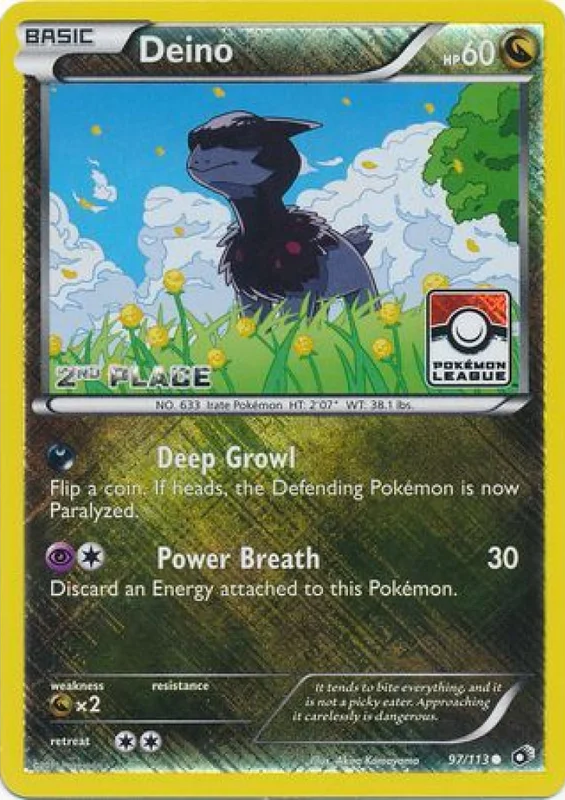 BASIC
Deino
HP60
POKÉMON
LEAGUE
2ND PLACE
NO. 633 Irate Pokémon HT: 2'07" WT: 38.1 lbs.
Deep Growl
Flip a coin. If heads, the Defending Pokémon is now
Paralyzed.
Power Breath 30
Discard an Energy attached to this Pokémon.
weakness resistance
×2
It tends to bite everything, and it
is not a picky eater. Approaching
it carelessly is dangerous.
retreat
Illus. Akira Komayama
97/113